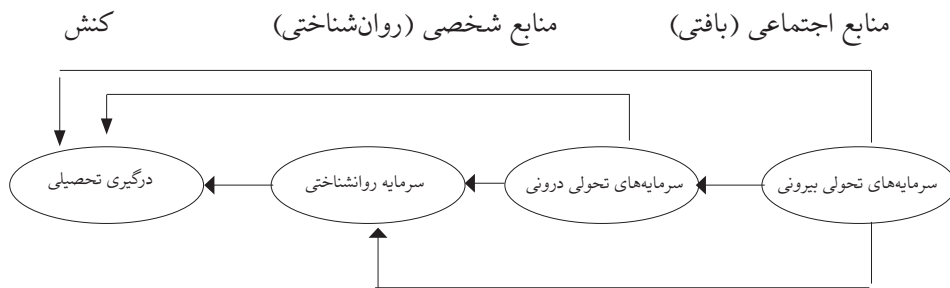 منابع اجتماعی (بافتی)
منابع شخصی (روان‌شناختی)
کنش
سرمایه‌های تحولی بیرونی
سرمایه‌های تحولی درونی
سرمایه روانشناختی
درگیری تحصیلی